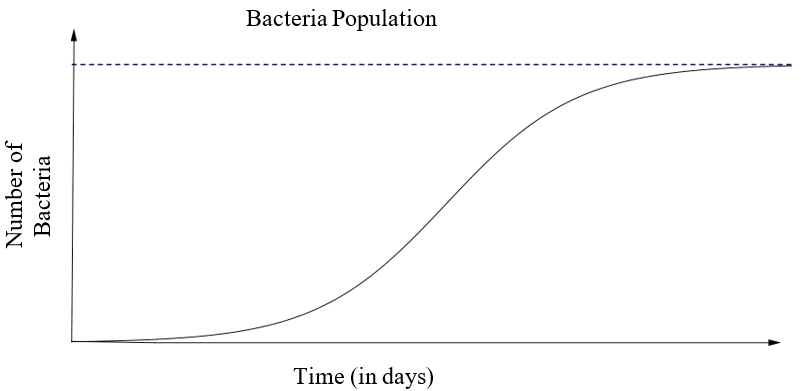 Bacteria Population
Number of
Bacteria
Time (in days)